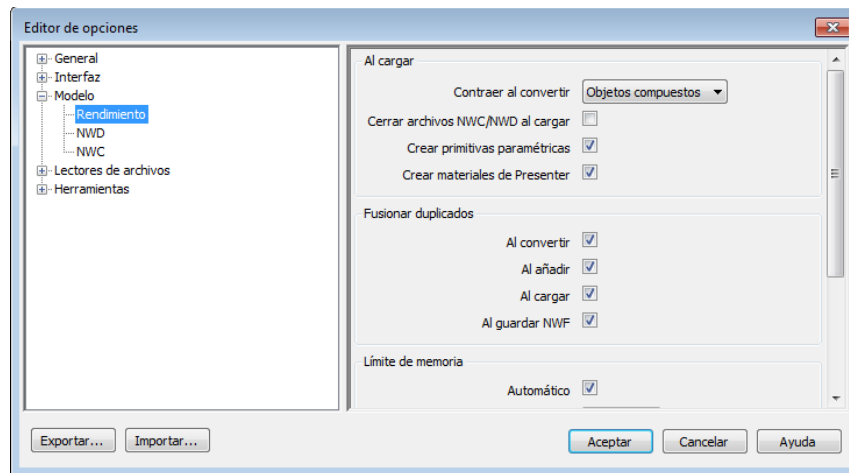 Editor de opciones
General
Interfaz
Modelo
Rendimiento
NWD
NWC
Lectores de archivos
Herramientas
Al cargar
Contraer al convertir Objetos compuestos
Cerrar archivos NWC/NWD al cargar
Crear primitivas paramétricas
Crear materiales de Presenter
Fusionar duplicados
Al convertir
Al añadir
Al cargar
Al guardar NWF
Límite de memoria
Automático
Exportar... Importar... Aceptar Cancelar Ayuda